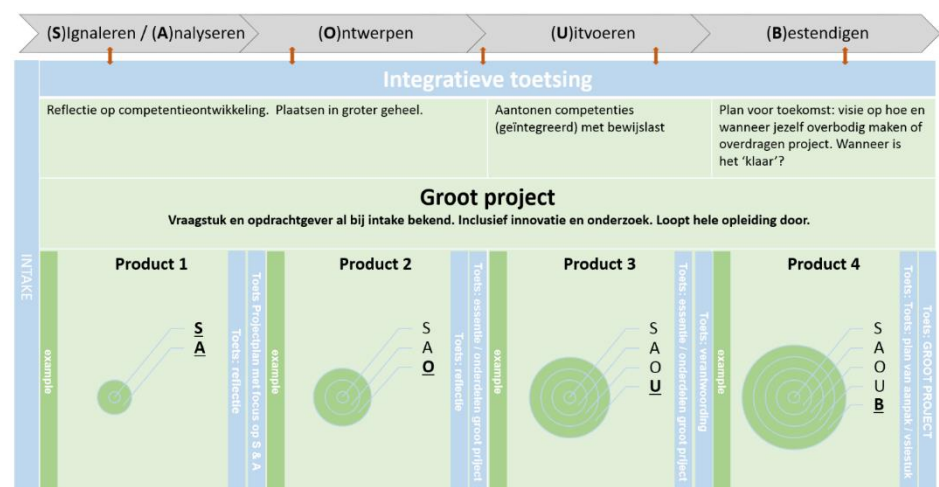 (S)Ignaleren / (A)nalyseren
(O)ntwerpen
(U)itvoeren
(B)estendigen
Integratieve toetsing
Reflectie op competentieontwikkeling. Plaatsen in groter geheel.
Aantonen competenties
(geïntegreerd) met bewijslast
Plan voor toekomst: visie op hoe en
wanneer jezelf overbodig maken of
overdragen project. Wanneer is
het ‘klaar’?
Groot project
Vraagstuk en opdrachtgever al bij intake bekend. Inclusief innovatie en onderzoek. Loopt hele opleiding door.
INTAKE
example
Product 1
S
A
Toets: reflectie
Toets Projectplan met focus op S & A
example
Product 2
S
A
O
Toets: reflectie
Toets: essentie / onderdelen groot prject
example
Product 3
S
A
O
U
Toets: essentie / onderdelen groot prject
Toets: verantwoording
example
Product 4
S
A
O
U
B
Toets: Toets: plan van aanpak / vsiestuk
Toets: GROOT PROJECT